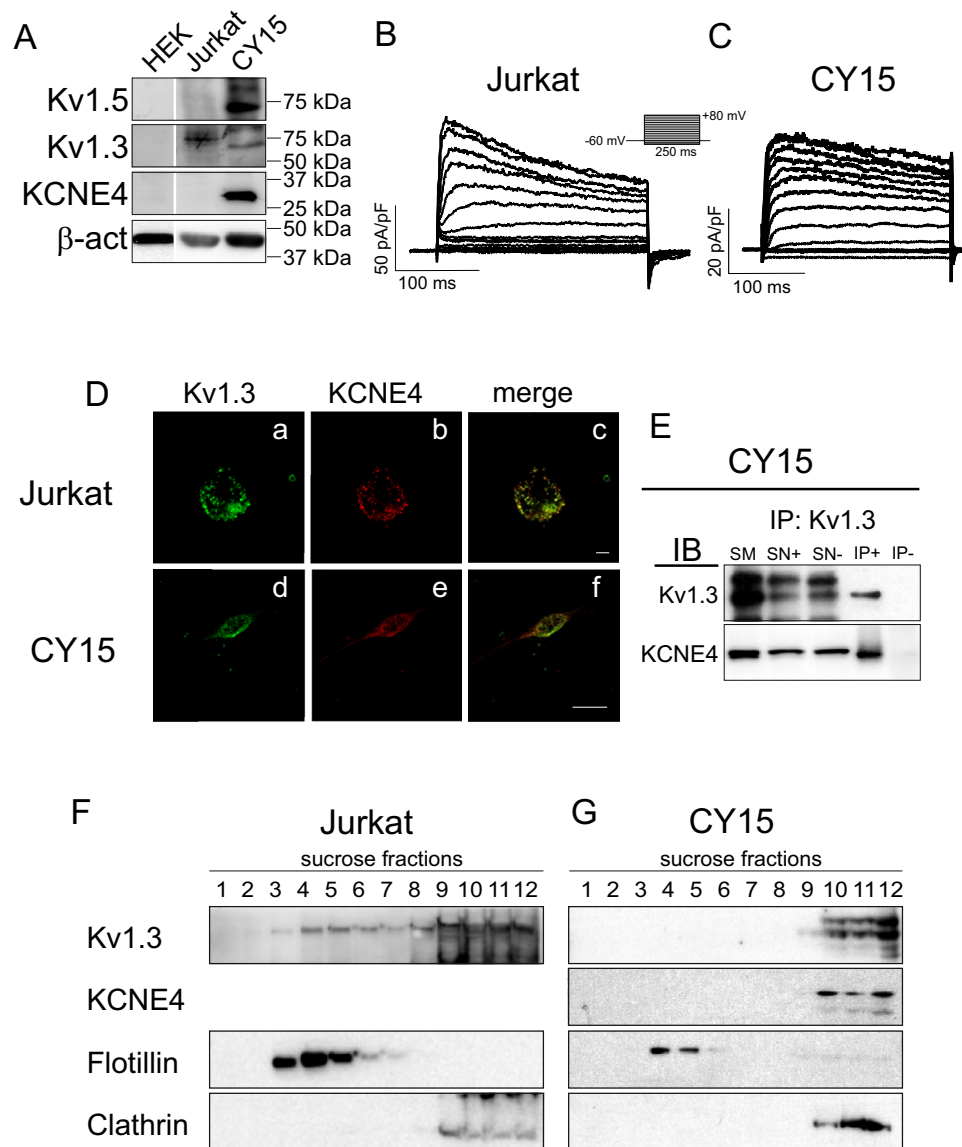 A
HEK Jurkat CY15
Kv1.5
75 kDa
Kv1.3
75 kDa
50 kDa
KCNE4
37 kDa
25 kDa
β-act
50 kDa
37 kDa
B
Jurkat
50 pA/pF
100 ms
+80 mV
-60 mV
250 ms
C
CY15
20 pA/pF
100 ms
D
Kv1.3 KCNE4 merge
Jurkat
a b c
CY15
d e f
E
CY15
IP: Kv1.3
IB SM SN+ SN- IP+ IP-
Kv1.3
KCNE4
F
Jurkat
sucrose fractions
1 2 3 4 5 6 7 8 9 10 11 12
Kv1.3
KCNE4
Flotillin
Clathrin
G
CY15
sucrose fractions
1 2 3 4 5 6 7 8 9 10 11 12